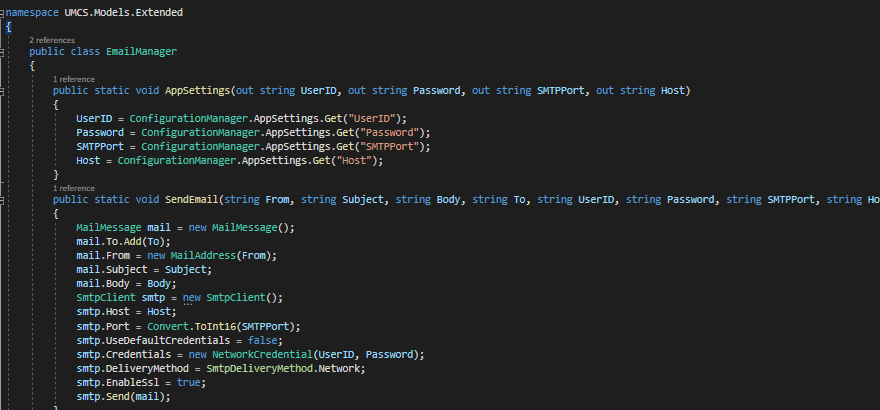 namespace UMCS.Models.Extended
{
2 references
public class EmailManager
{
1 reference
public static void AppSettings(out string UserID, out string Password, out string SMTPPort, out string Host)
{
UserID = ConfigurationManager.AppSettings.Get("UserID");
Password = ConfigurationManager.AppSettings.Get("Password");
SMTPPort = ConfigurationManager.AppSettings.Get("SMTPPort");
Host = ConfigurationManager.AppSettings.Get("Host");
}
1 reference
public static void SendEmail(string From, string Subject, string Body, string To, string UserID, string Password, string SMTPPort, string Ho
{
MailMessage mail = new MailMessage();
mail.To.Add(To);
mail.From = new MailAddress(From);
mail.Subject = Subject;
mail.Body = Body;
SmtpClient smtp = new SmtpClient();
smtp.Host = Host;
smtp.Port = Convert.ToInt16(SMTPPort);
smtp.UseDefaultCredentials = false;
smtp.Credentials = new NetworkCredential(UserID, Password);
smtp.DeliveryMethod = SmtpDeliveryMethod.Network;
smtp.EnableSsl = true;
smtp.Send(mail);
}